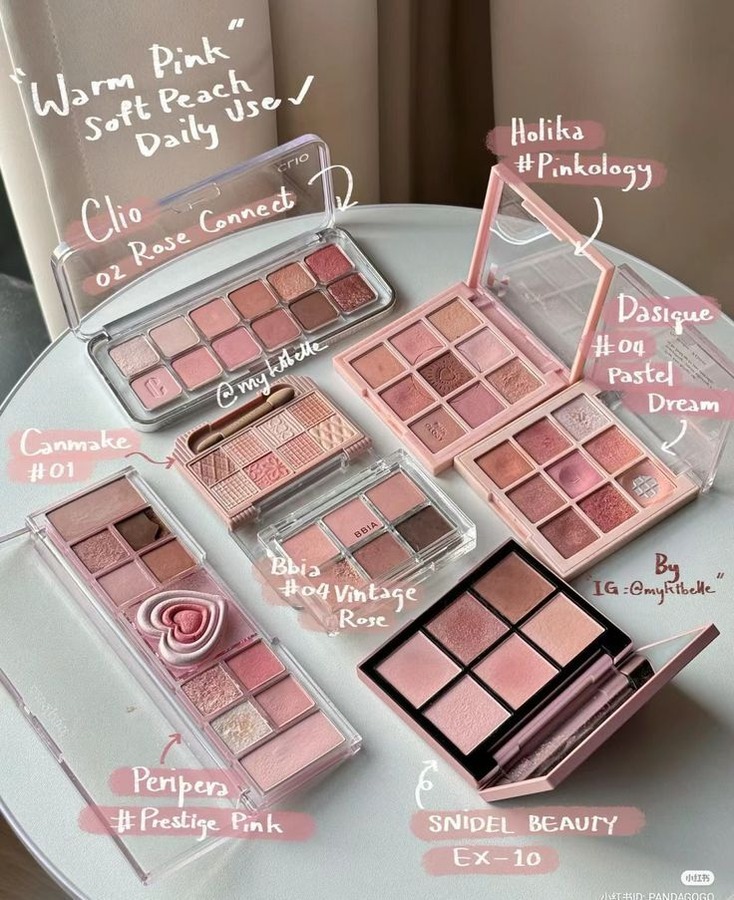 "Warm Pink"
Soft Peach
Daily Use ✓
CLIO
Clio
02 Rose Connect
Holika
#Pinkology
Dasique
#04
Pastel
Dream
@mykitbelle
Canmake
#01
BBIA
Bbia
#04 Vintage
Rose
By
IG : @mykitbelle"
Peripera
#Prestige Pink
SNIDEL BEAUTY
EX-10
小红书
小红书ID: PANDAGOGO